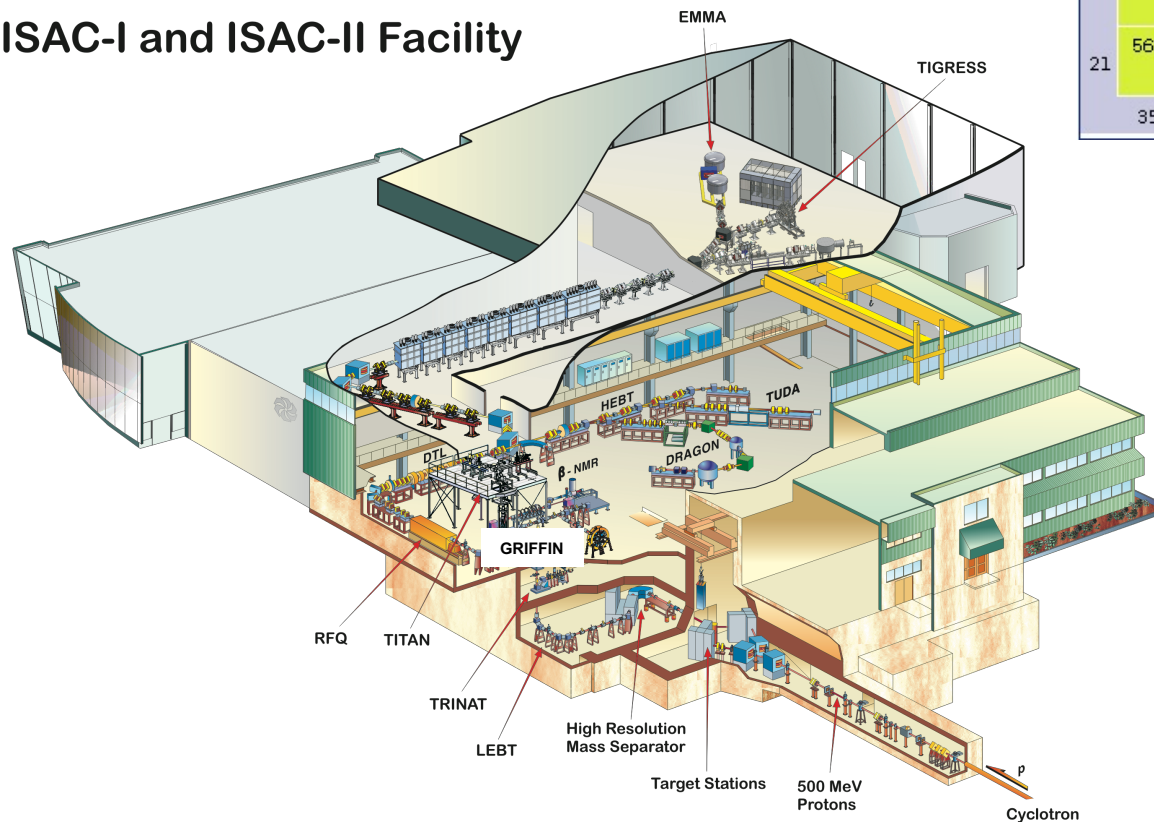 ISAC-I and ISAC-II Facility
EMMA
TIGRESS
56
21
35
i
HEBT
TUDA
DTL
DRAGON
β - NMR
GRIFFIN
RFQ
TITAN
TRINAT
LEBT
High Resolution
Mass Separator
Target Stations
500 MeV
Protons
p
Cyclotron